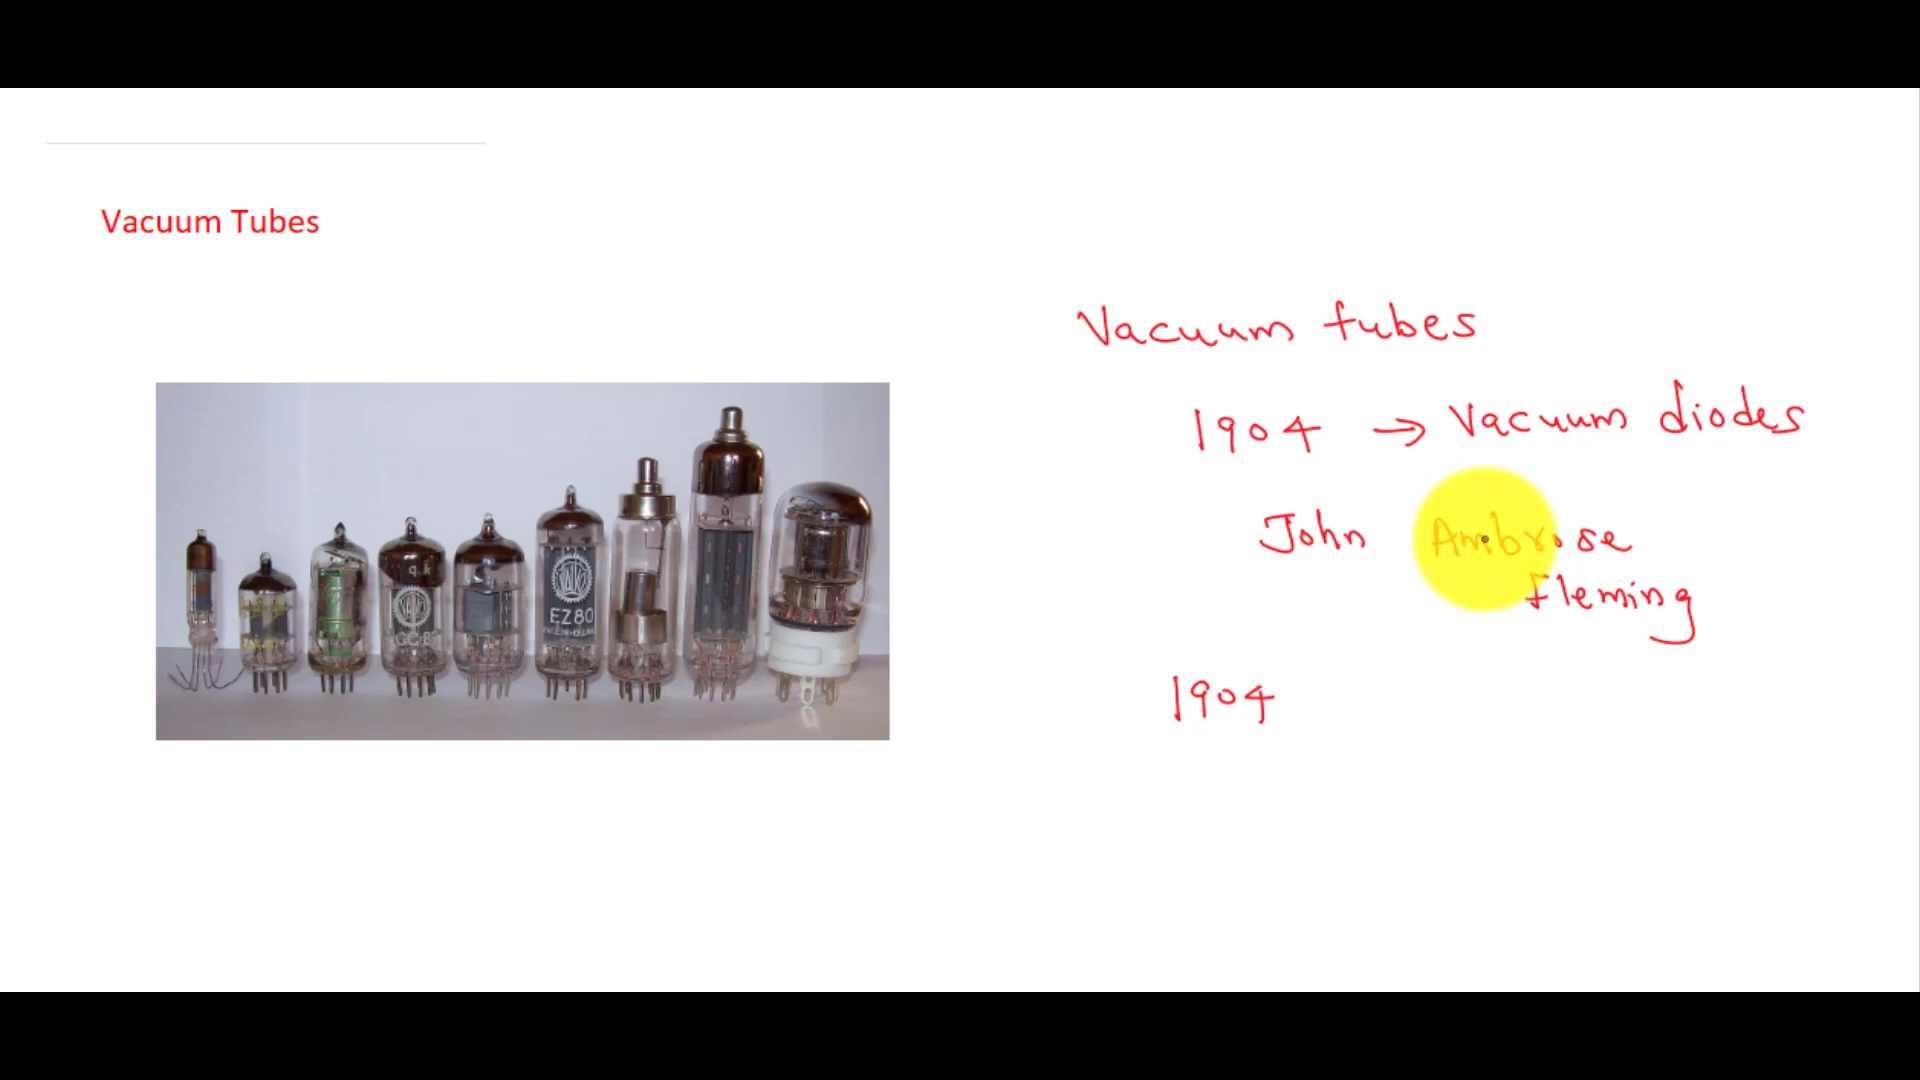 Vacuum Tubes
Vacuum tubes
1904 → Vacuum diodes
John Ambrose
Fleming
1904
EZ80